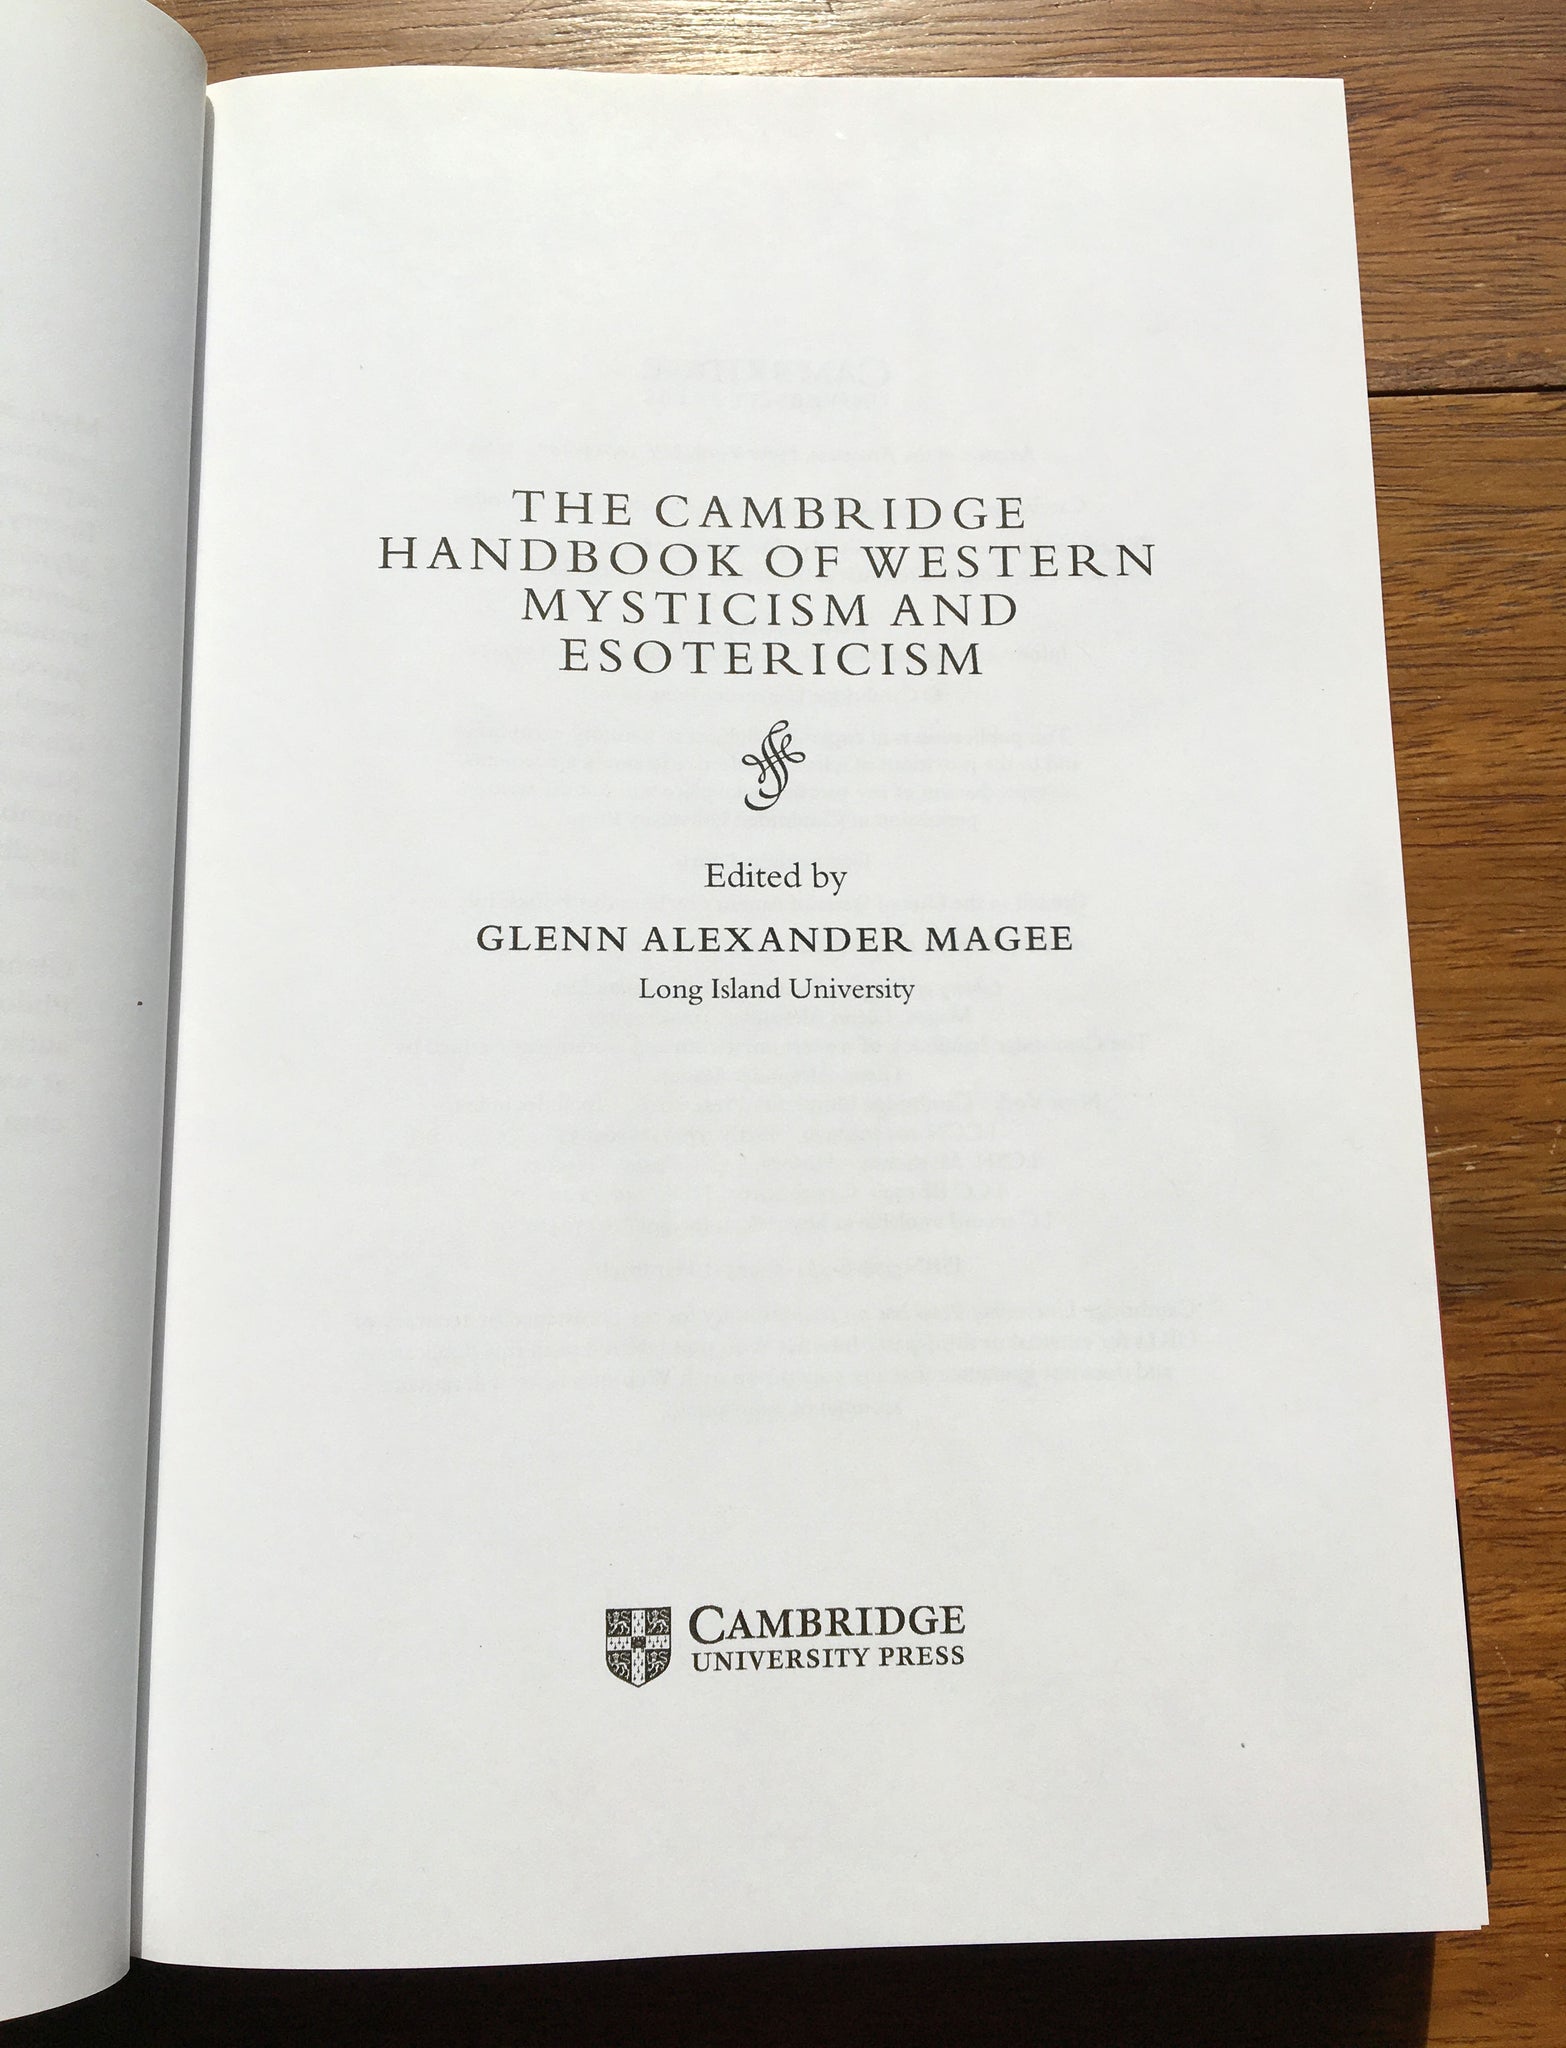 THE CAMBRIDGE
HANDBOOK OF WESTERN
MYSTICISM AND
ESOTERICISM
Edited by
GLENN ALEXANDER MAGEE
Long Island University
CAMBRIDGE
UNIVERSITY PRESS